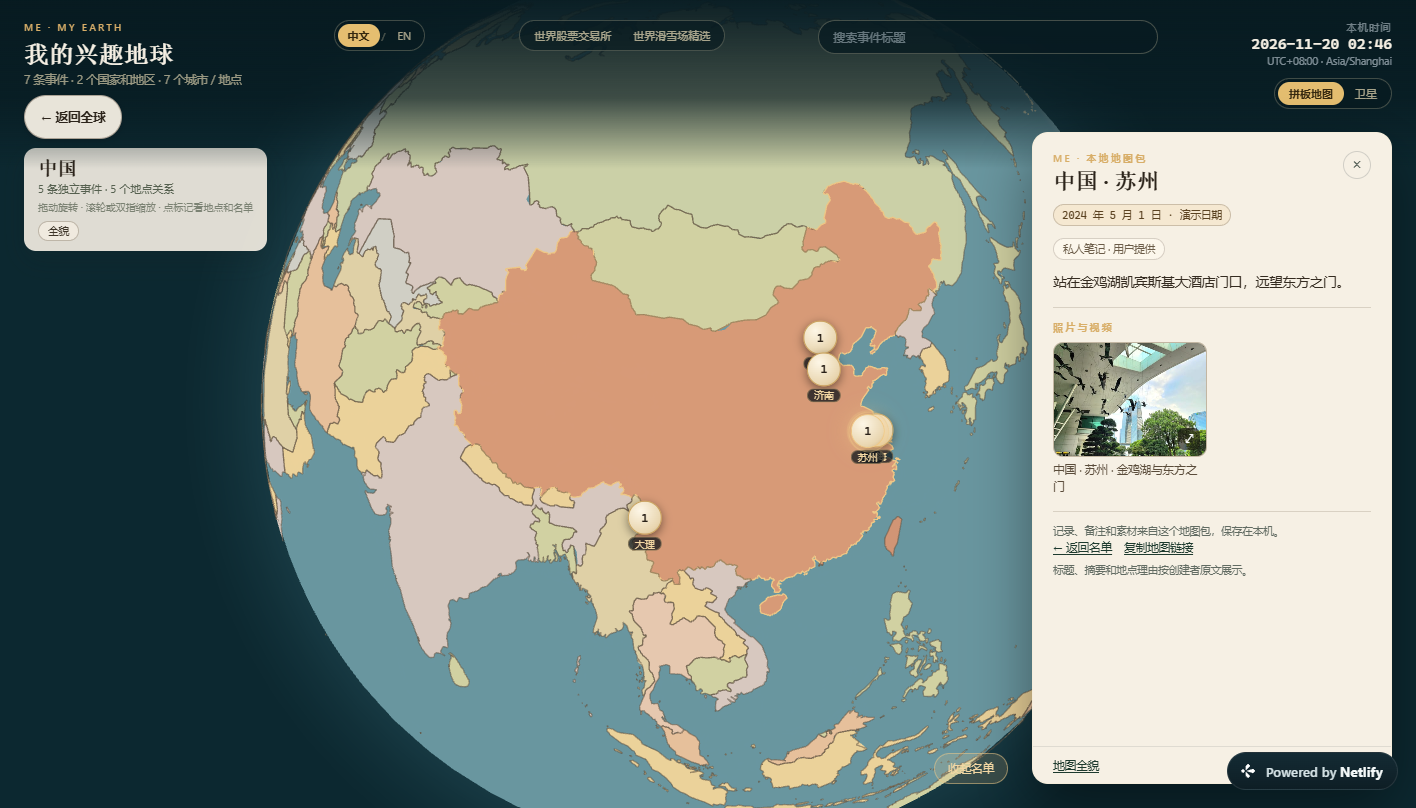 ME · MY EARTH
我的兴趣地球
7 条事件 · 2 个国家和地区 · 7 个城市 / 地点
← 返回全球
中国
5 条独立事件 · 5 个地点关系
拖动旋转 · 滚轮或双指缩放 · 点标记看地点和名单
全貌
中文 / EN
世界股票交易所 世界滑雪场精选
搜索事件标题
本机时间
2026-11-20 02:46
UTC+08:00 · Asia/Shanghai
拼板地图 卫星
1
1
济南
1
苏州
1
大理
收起名单
ME · 本地地图包
中国 · 苏州
×
2024 年 5 月 1 日 · 演示日期
私人笔记 · 用户提供
站在金鸡湖凯宾斯基大酒店门口，远望东方之门。
照片与视频
中国 · 苏州 · 金鸡湖与东方之
门
记录、备注和素材来自这个地图包，保存在本机。
← 返回名单 复制地图链接
标题、摘要和地点理由按创建者原文展示。
地图全貌
Powered by Netlify